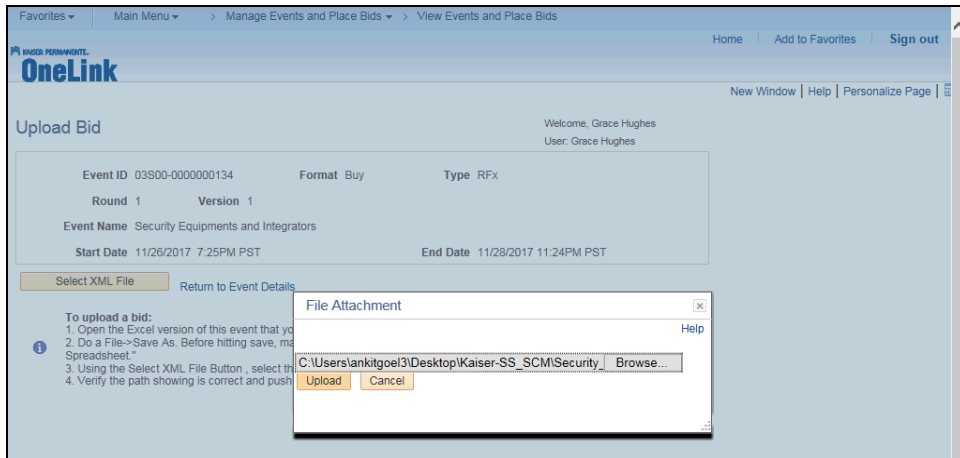 Favorites Main Menu > Manage Events and Place Bids > View Events and Place Bids
Home Add to Favorites Sign out
KAISER PERMANENTE.
OneLink
New Window | Help | Personalize Page |
Upload Bid
Welcome, Grace Hughes
User: Grace Hughes
Event ID 03S00-0000000134 Format Buy Type RFx
Round 1 Version 1
Event Name Security Equipments and Integrators
Start Date 11/26/2017 7:25PM PST End Date 11/28/2017 11:24PM PST
Select XML File Return to Event Details
File Attachment
Help
To upload a bid:
1. Open the Excel version of this event that yo
2. Do a File->Save As. Before hitting save, ma
Spreadsheet."
3. Using the Select XML File Button , select th
4. Verify the path showing is correct and push
C:\Users\ankitgoel3\Desktop\Kaiser-SS_SCM\Security_ Browse...
Upload Cancel